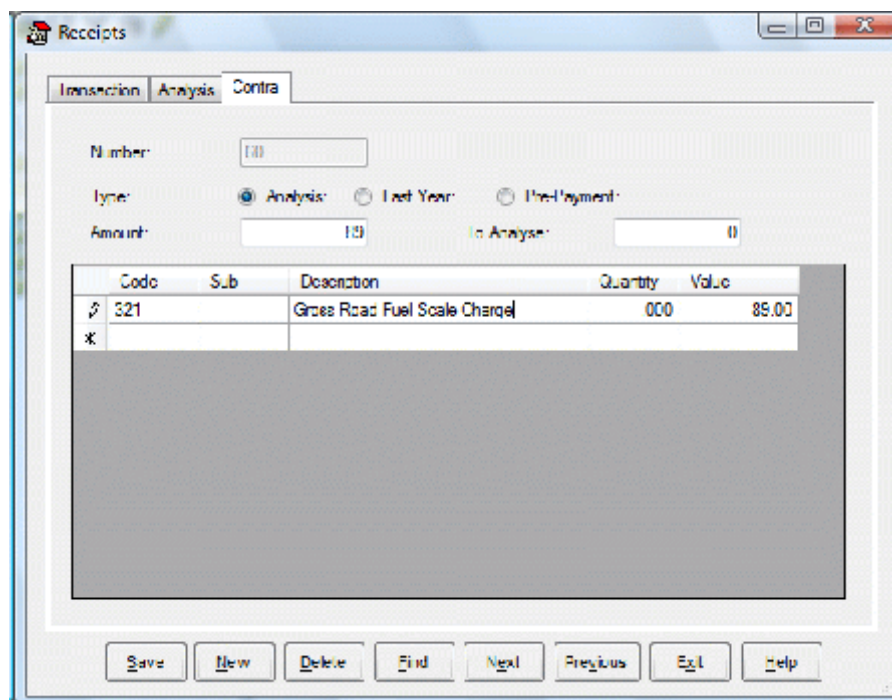 Receipts
Transaction Analysis Contra
Number:
Type: Analysis: Last Year: Pre-Payment:
Amount: 89 To Analyse: 0
Code Sub Description Quantity Value
321 Gross Road Fuel Scale Charge 000 89.00
Save New Delete Find Next Previous Exit Help